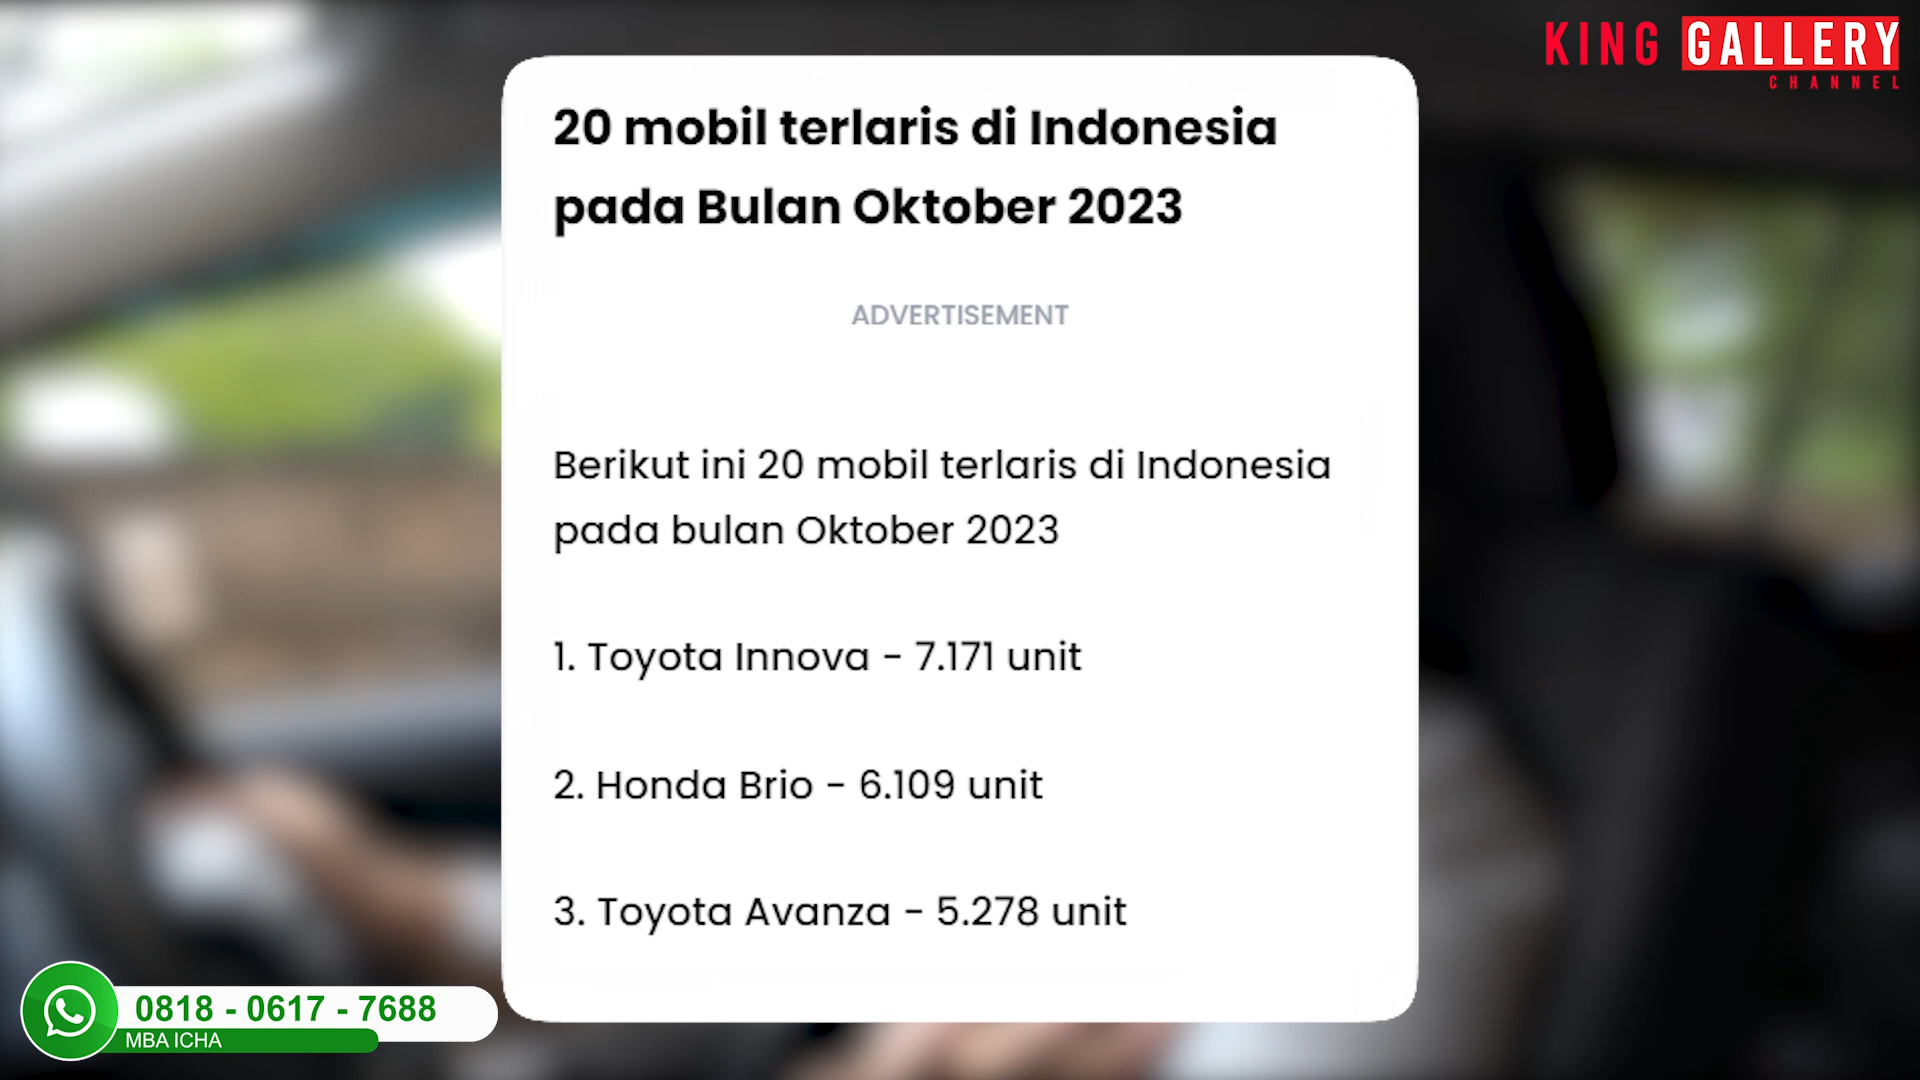 KING GALLERY
CHANNEL
20 mobil terlaris di Indonesia
pada Bulan Oktober 2023
ADVERTISEMENT
Berikut ini 20 mobil terlaris di Indonesia
pada bulan Oktober 2023
1. Toyota Innova - 7.171 unit
2. Honda Brio - 6.109 unit
3. Toyota Avanza - 5.278 unit
0818 - 0617 - 7688
MBA ICHA